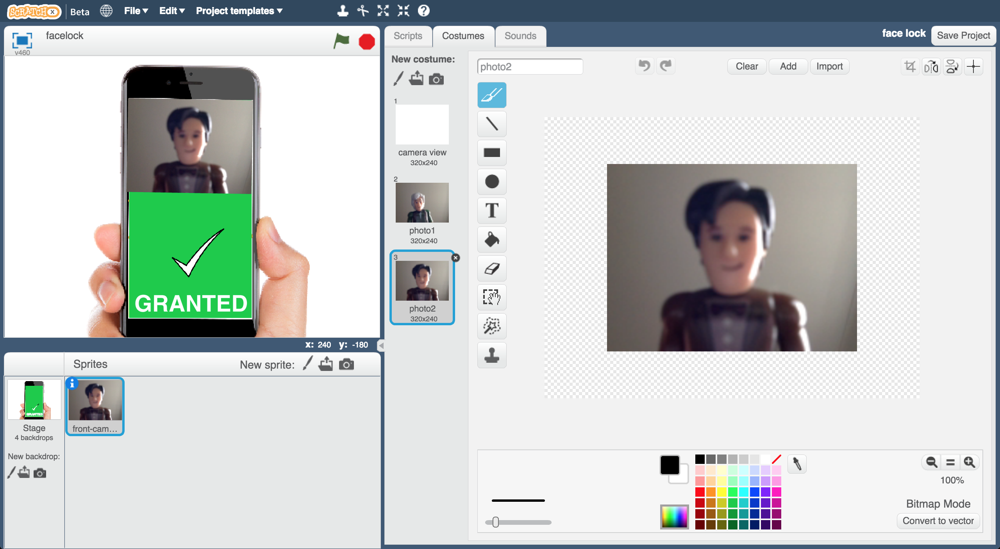 SCRATCHX Beta File Edit Project templates
facelock
v460
GRANTED
x: 240 y: -180
Sprites New sprite:
Stage
4 backdrops
New backdrop:
front-cam...
Scripts Costumes Sounds
face lock Save Project
New costume:
1
camera view
320x240
2
photo1
320x240
3
photo2
320x240
photo2
Clear Add Import
T
100%
Bitmap Mode
Convert to vector
GRANTED